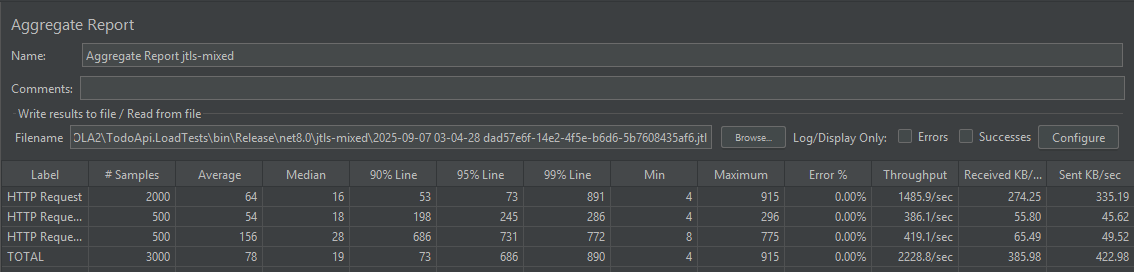 Aggregate Report
Name: Aggregate Report jtls-mixed
Comments:
Write results to file / Read from file
Filename OLA2\TodoApi.LoadTests\bin\Release\net8.0\jtls-mixed\2025-09-07 03-04-28 dad57e6f-14e2-4f5e-b6d6-5b7608435af6.jtl Browse... Log/Display Only: Errors Successes Configure
Label # Samples Average Median 90% Line 95% Line 99% Line Min Maximum Error % Throughput Received KB/... Sent KB/sec
HTTP Request 2000 64 16 53 73 891 4 915 0.00% 1485.9/sec 274.25 335.19
HTTP Reque... 500 54 18 198 245 286 4 296 0.00% 386.1/sec 55.80 45.62
HTTP Reque... 500 156 28 686 731 772 8 775 0.00% 419.1/sec 65.49 49.52
TOTAL 3000 78 19 73 686 890 4 915 0.00% 2228.8/sec 385.98 422.98